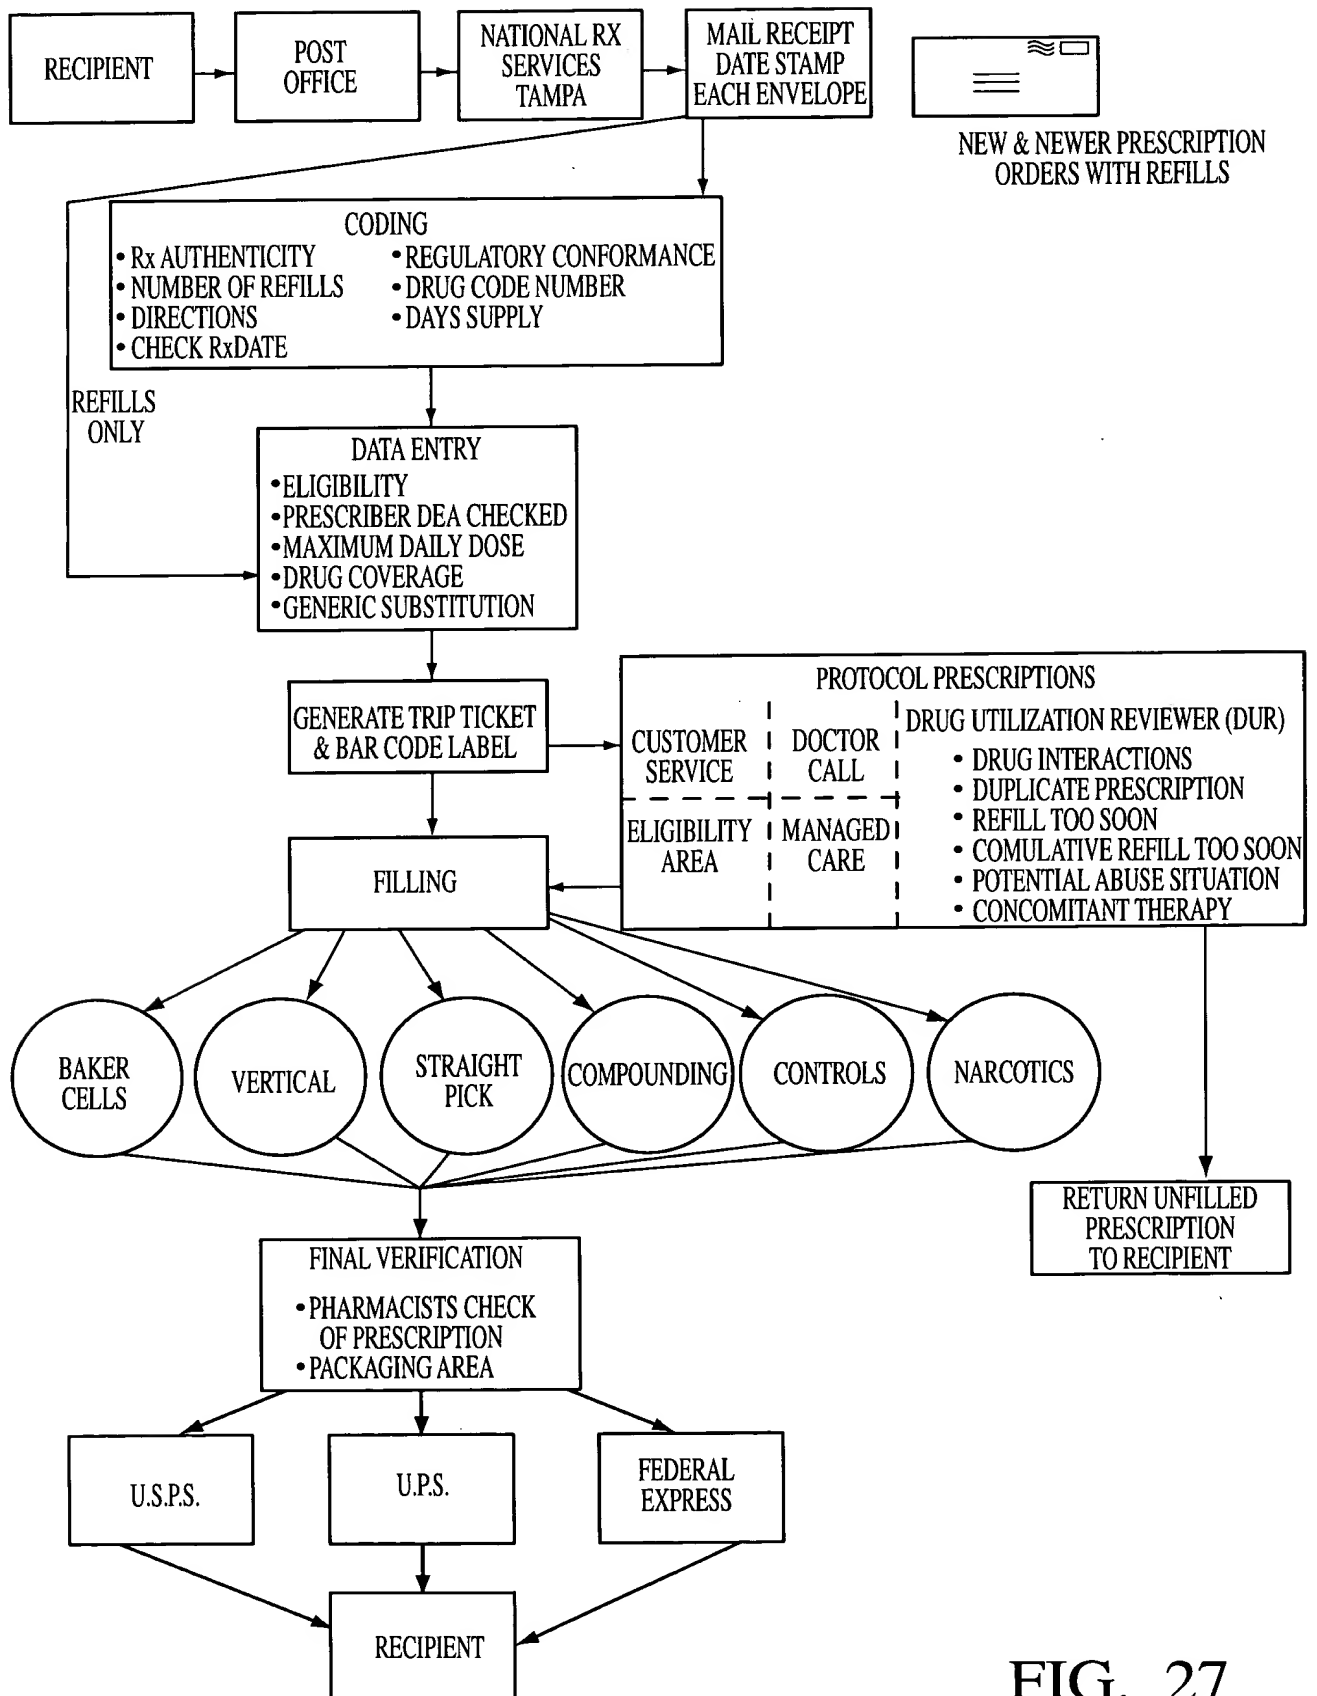 RECIPIENT
POST
OFFICE
NATIONAL RX
SERVICES
TAMPA
MAIL RECEIPT
DATE STAMP
EACH ENVELOPE
NEW & NEWER PRESCRIPTION
ORDERS WITH REFILLS
CODING
• Rx AUTHENTICITY
• NUMBER OF REFILLS
• DIRECTIONS
• CHECK RxDATE
• REGULATORY CONFORMANCE
• DRUG CODE NUMBER
• DAYS SUPPLY
REFILLS
ONLY
DATA ENTRY
• ELIGIBILITY
• PRESCRIBER DEA CHECKED
• MAXIMUM DAILY DOSE
• DRUG COVERAGE
• GENERIC SUBSTITUTION
GENERATE TRIP TICKET
& BAR CODE LABEL
PROTOCOL PRESCRIPTIONS
CUSTOMER
SERVICE
DOCTOR
CALL
ELIGIBILITY
AREA
MANAGED
CARE
DRUG UTILIZATION REVIEWER (DUR)
• DRUG INTERACTIONS
• DUPLICATE PRESCRIPTION
• REFILL TOO SOON
• COMULATIVE REFILL TOO SOON
• POTENTIAL ABUSE SITUATION
• CONCOMITANT THERAPY
FILLING
BAKER
CELLS
VERTICAL
STRAIGHT
PICK
COMPOUNDING
CONTROLS
NARCOTICS
RETURN UNFILLED
PRESCRIPTION
TO RECIPIENT
FINAL VERIFICATION
• PHARMACISTS CHECK
OF PRESCRIPTION
• PACKAGING AREA
U.S.P.S.
U.P.S.
FEDERAL
EXPRESS
RECIPIENT
FIG. 27